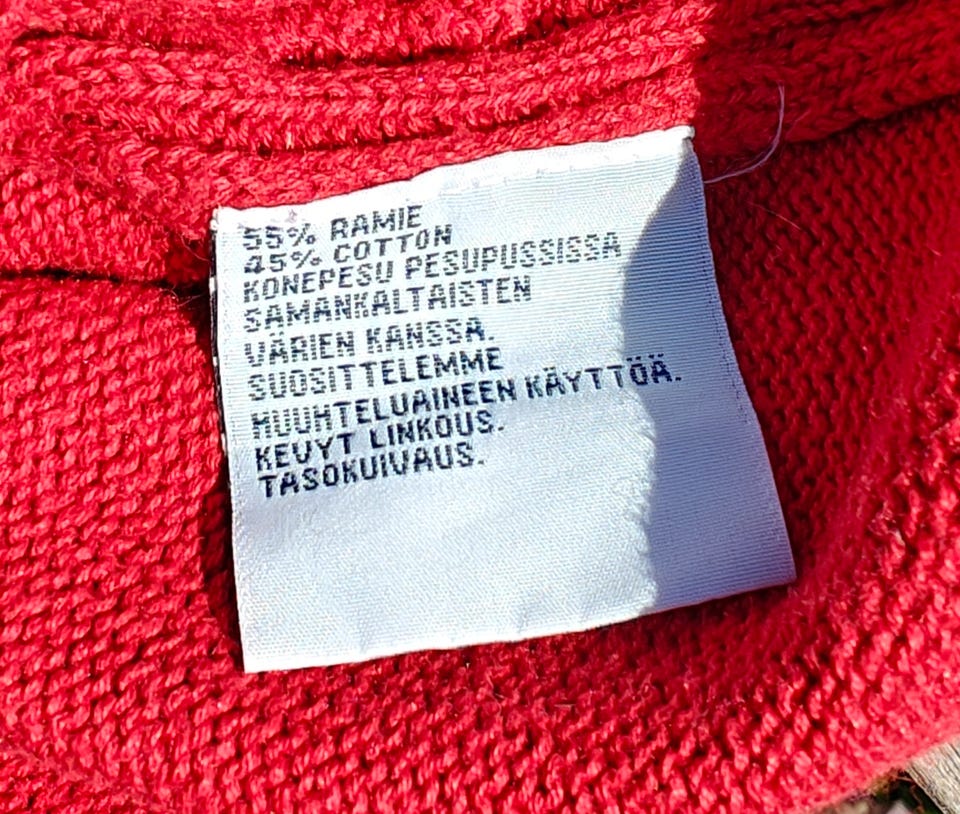 55% RAMIE
45% COTTON
KONEPESU PESUPUSSISSA
SAMANKALTAISTEN
VÄRIEN KANSSA.
SUOSITTELEMME
HUUHTELUAINEEN KÄYTTÖÄ.
KEVYT LINKOUS.
TASOKUIVAUS.